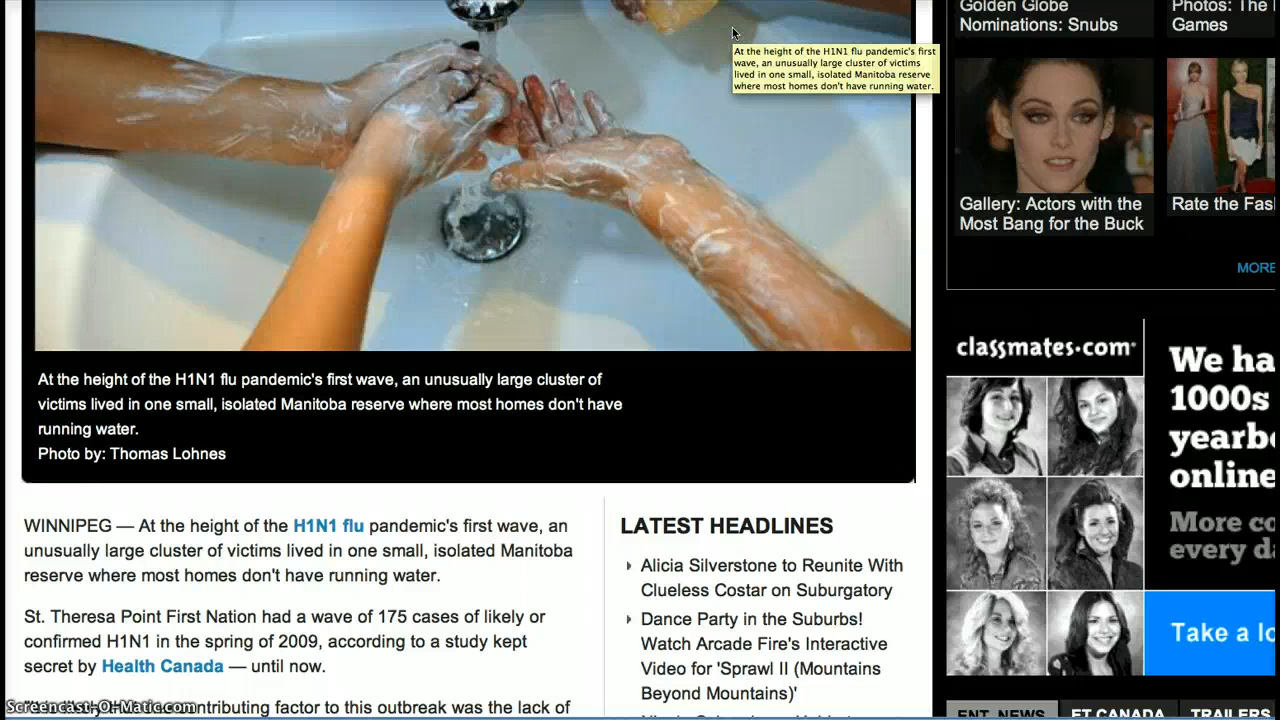 At the height of the H1N1 flu pandemic's first
wave, an unusually large cluster of victims
lived in one small, isolated Manitoba reserve
where most homes don't have running water.
At the height of the H1N1 flu pandemic's first wave, an unusually large cluster of
victims lived in one small, isolated Manitoba reserve where most homes don't have
running water.
Photo by: Thomas Lohnes
WINNIPEG — At the height of the H1N1 flu pandemic's first wave, an
unusually large cluster of victims lived in one small, isolated Manitoba
reserve where most homes don't have running water.
St. Theresa Point First Nation had a wave of 175 cases of likely or
confirmed H1N1 in the spring of 2009, according to a study kept
secret by Health Canada — until now.
contributing factor to this outbreak was the lack of
Screencast-O-Matic.com
LATEST HEADLINES
Alicia Silverstone to Reunite With
Clueless Costar on Suburgatory
Dance Party in the Suburbs!
Watch Arcade Fire's Interactive
Video for 'Sprawl II (Mountains
Beyond Mountains)'
Golden Globe
Nominations: Snubs
Photos: The
Games
Gallery: Actors with the
Most Bang for the Buck
Rate the Fas
MORE
classmates.com
We ha
1000s
yearb
online
More co
every da
Take a lo
ENT. NEWS
ET CANADA
TRAILERS